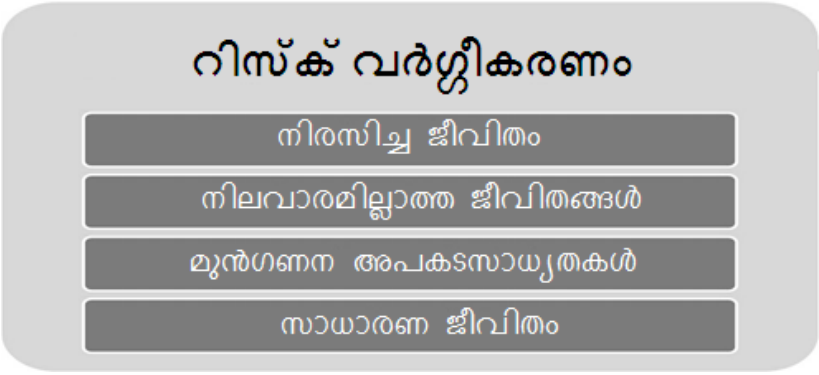 റിസ്ക് വർഗ്ഗീകരണം
നിരസിച്ച ജീവിതം
നിലവാരമില്ലാത്ത ജീവിതങ്ങൾ
മുൻഗണന അപകടസാധ്യതകൾ
സാധാരണ ജീവിതം